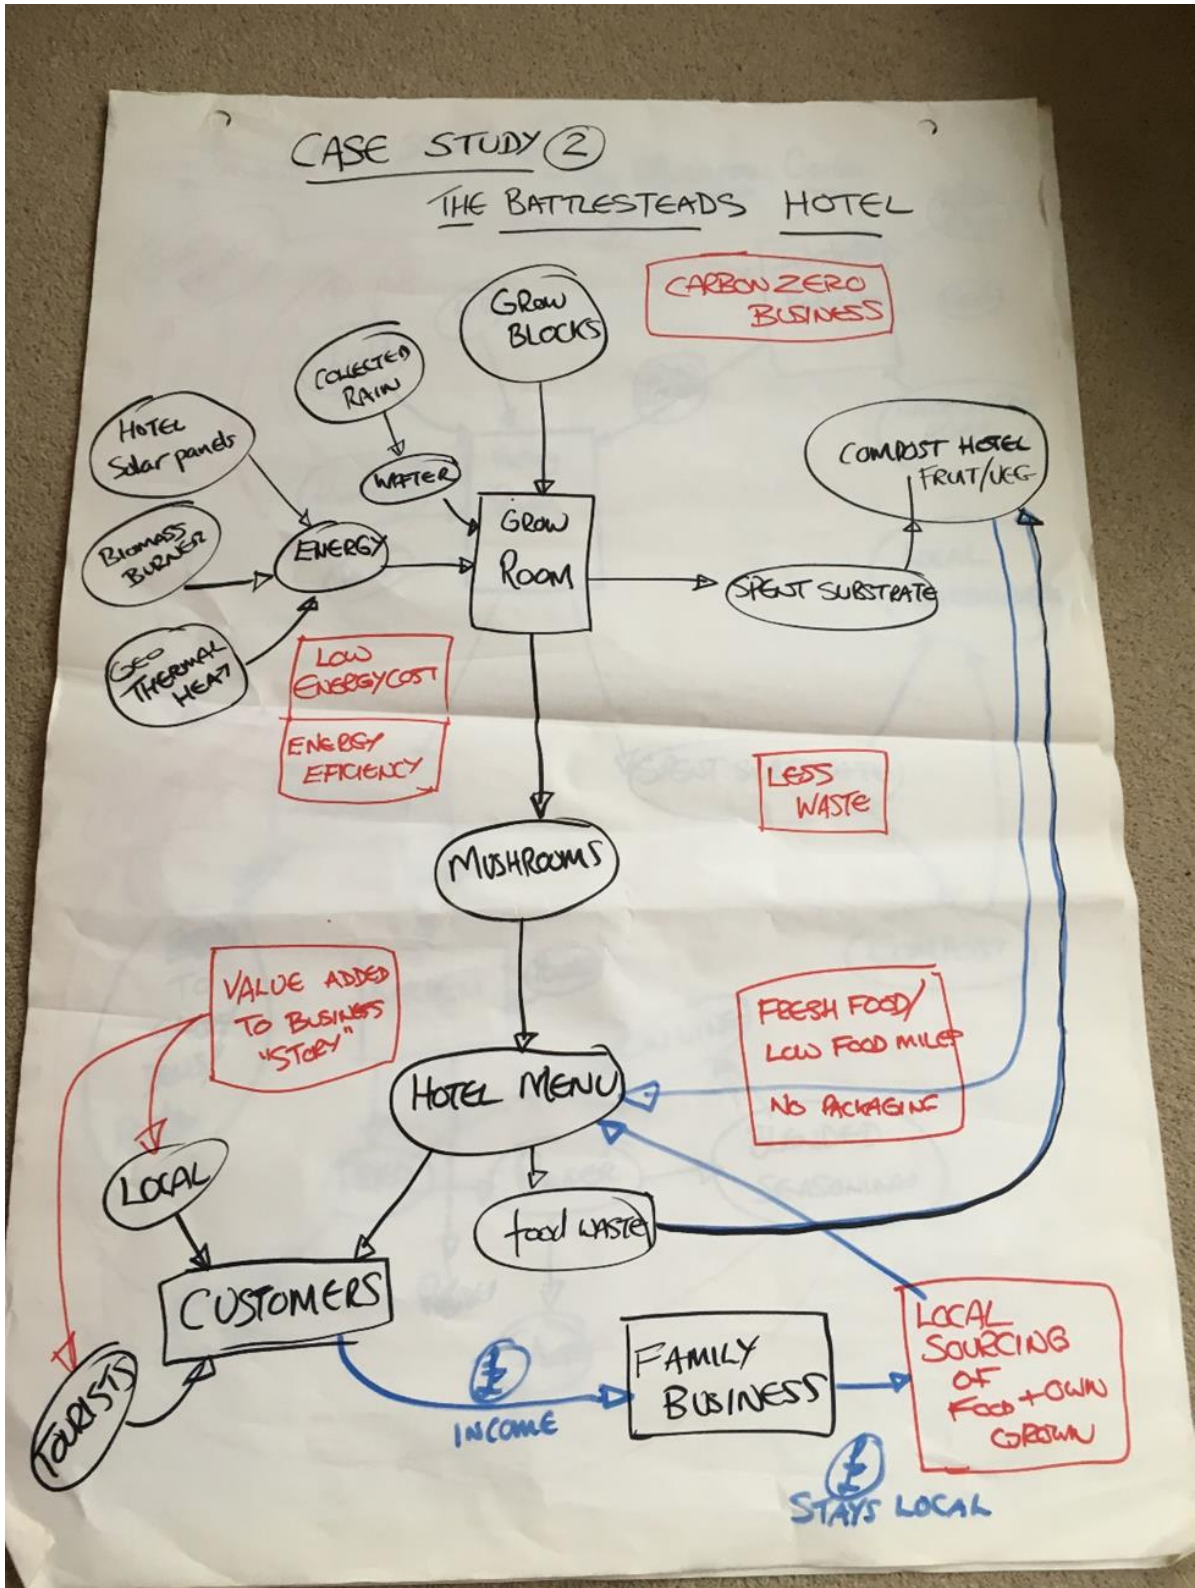 CASE STUDY 2
THE BATTLESTEADS HOTEL
CARBON ZERO
BUSINESS
GROW
BLOCKS
COLLECTED
RAIN
HOTEL
Solar panels
WATER
COMPOST HOTEL
FRUIT/VEG
BIOMASS
BURNER
ENERGY
GROW
ROOM
SPENT SUBSTRATE
GEO
THERMAL
HEAT
LOW
ENERGY COST
ENERGY
EFICIENCY
LESS
WASTE
MUSHROOMS
VALUE ADDED
TO BUSINESS
"STORY"
FRESH FOOD/
LOW FOOD MILES
NO PACKAGING
HOTEL MENU
LOCAL
food WASTE
CUSTOMERS
TOURISTS
£
INCOME
FAMILY
BUSINESS
LOCAL
SOURCING
OF
FOOD + OWN
GROWN
£
STAYS LOCAL